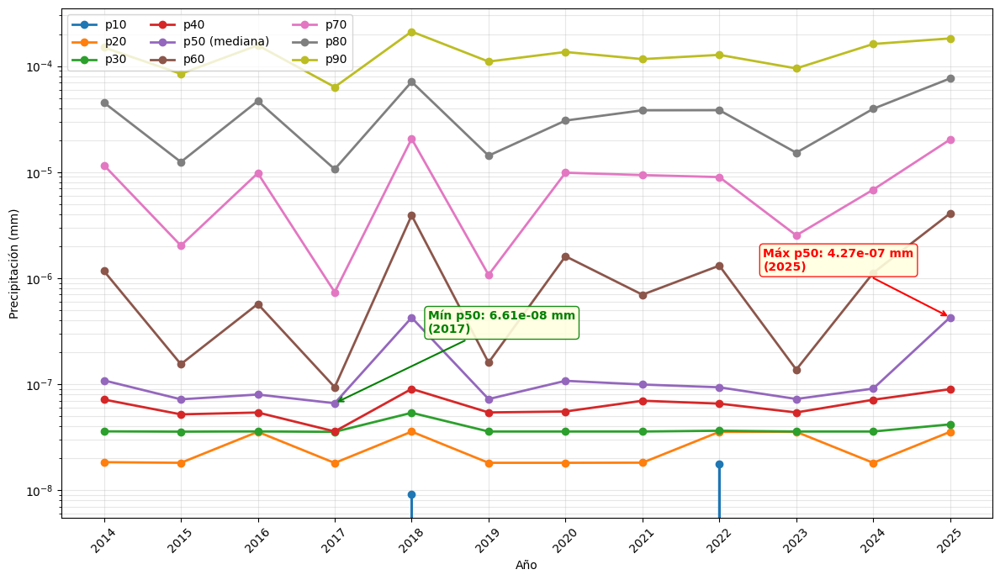 p10 p40 p70
p20 p50 (mediana) p80
p30 p60 p90
10⁻⁴
10⁻⁵
10⁻⁶
10⁻⁷
10⁻⁸
Precipitación (mm)
Máx p50: 4.27e-07 mm
(2025)
Mín p50: 6.61e-08 mm
(2017)
2014 2015 2016 2017 2018 2019 2020 2021 2022 2023 2024 2025
Año